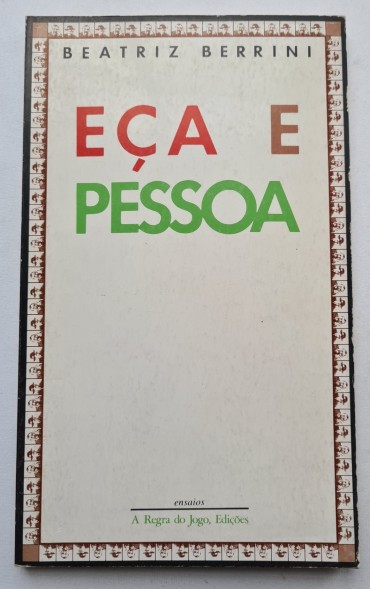 BEATRIZ BERRINI
EÇA E
PESSOA
ensaios
A Regra do Jogo, Edições